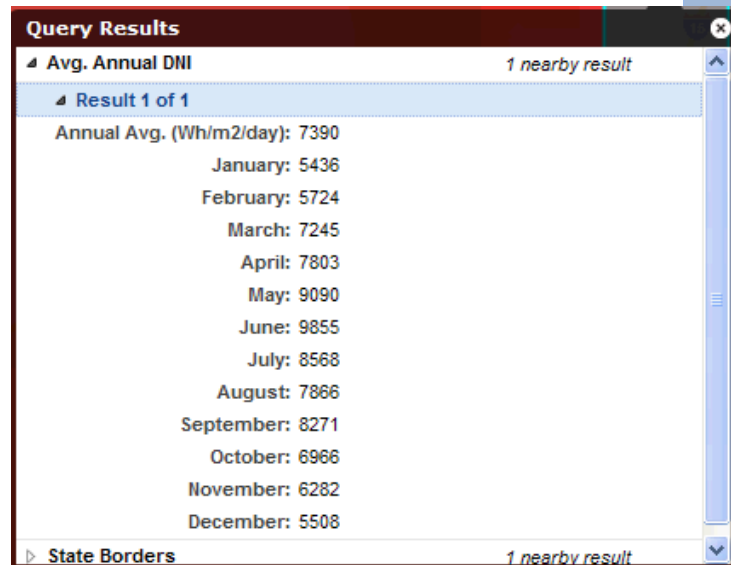 Query Results
Avg. Annual DNI 1 nearby result
Result 1 of 1
Annual Avg. (Wh/m2/day): 7390
January: 5436
February: 5724
March: 7245
April: 7803
May: 9090
June: 9855
July: 8568
August: 7866
September: 8271
October: 6966
November: 6282
December: 5508
State Borders 1 nearby result